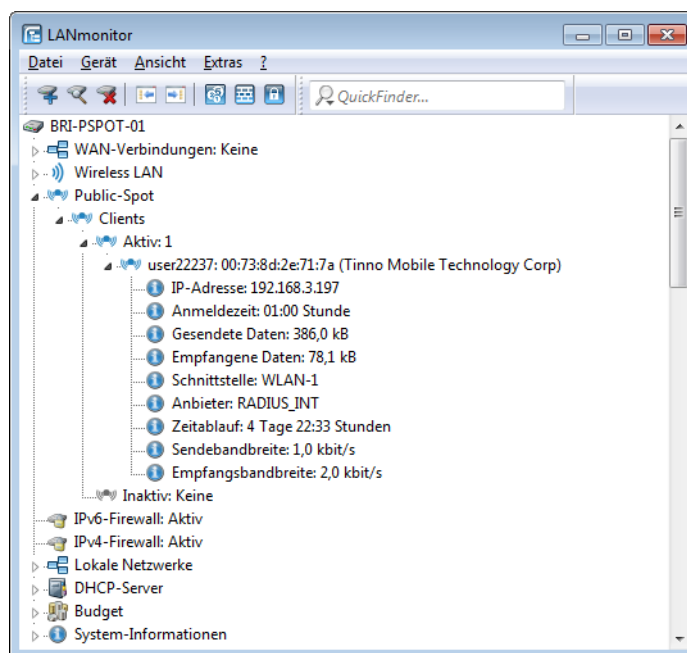 LANmonitor
Datei Gerät Ansicht Extras ?
QuickFinder...
BRI-PSPOT-01
WAN-Verbindungen: Keine
Wireless LAN
Public-Spot
Clients
Aktiv: 1
user22237: 00:73:8d:2e:71:7a (Tinno Mobile Technology Corp)
IP-Adresse: 192.168.3.197
Anmeldezeit: 01:00 Stunde
Gesendete Daten: 386,0 kB
Empfangene Daten: 78,1 kB
Schnittstelle: WLAN-1
Anbieter: RADIUS_INT
Zeitablauf: 4 Tage 22:33 Stunden
Sendebandbreite: 1,0 kbit/s
Empfangsbandbreite: 2,0 kbit/s
Inaktiv: Keine
IPv6-Firewall: Aktiv
IPv4-Firewall: Aktiv
Lokale Netzwerke
DHCP-Server
Budget
System-Informationen